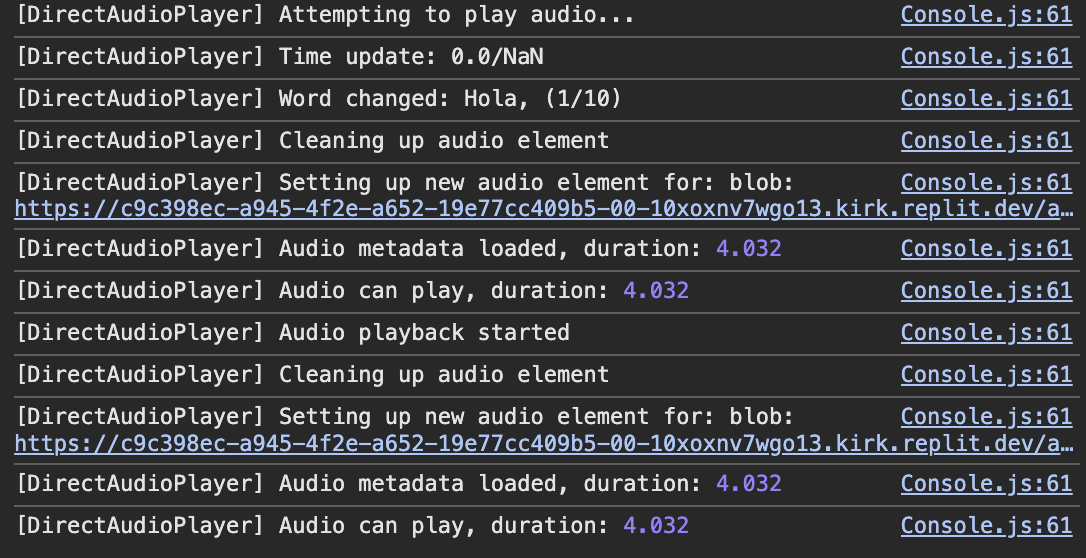 [DirectAudioPlayer] Attempting to play audio... Console.js:61
[DirectAudioPlayer] Time update: 0.0/NaN Console.js:61
[DirectAudioPlayer] Word changed: Hola, (1/10) Console.js:61
[DirectAudioPlayer] Cleaning up audio element Console.js:61
[DirectAudioPlayer] Setting up new audio element for: blob: Console.js:61
https://c9c398ec-a945-4f2e-a652-19e77cc409b5-00-10xoxnv7wgo13.kirk.replit.dev/a…
[DirectAudioPlayer] Audio metadata loaded, duration: 4.032 Console.js:61
[DirectAudioPlayer] Audio can play, duration: 4.032 Console.js:61
[DirectAudioPlayer] Audio playback started Console.js:61
[DirectAudioPlayer] Cleaning up audio element Console.js:61
[DirectAudioPlayer] Setting up new audio element for: blob: Console.js:61
https://c9c398ec-a945-4f2e-a652-19e77cc409b5-00-10xoxnv7wgo13.kirk.replit.dev/a…
[DirectAudioPlayer] Audio metadata loaded, duration: 4.032 Console.js:61
[DirectAudioPlayer] Audio can play, duration: 4.032 Console.js:61